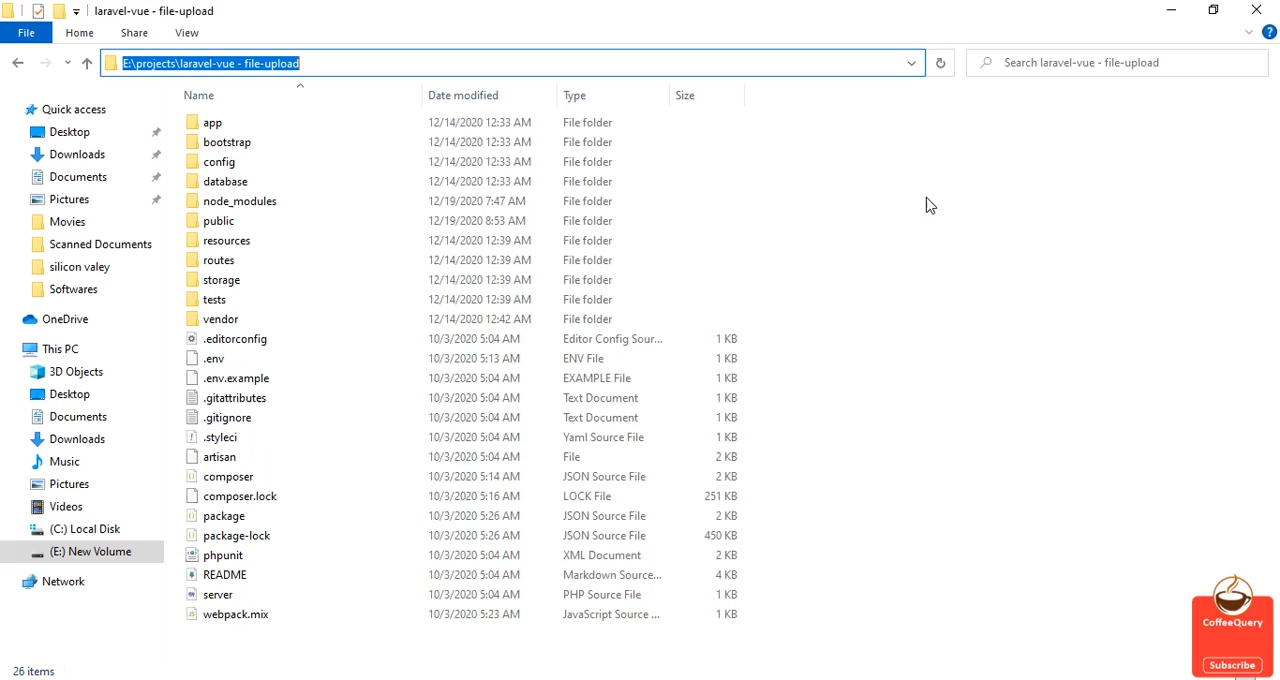 laravel-vue - file-upload
File Home Share View
E:\projects\laravel-vue - file-upload Search laravel-vue - file-upload
Name Date modified Type Size
Quick access
Desktop
Downloads
Documents
Pictures
Movies
Scanned Documents
silicon valey
Softwares
OneDrive
This PC
3D Objects
Desktop
Documents
Downloads
Music
Pictures
Videos
(C:) Local Disk
(E:) New Volume
Network
app 12/14/2020 12:33 AM File folder
bootstrap 12/14/2020 12:33 AM File folder
config 12/14/2020 12:33 AM File folder
database 12/14/2020 12:33 AM File folder
node_modules 12/19/2020 7:47 AM File folder
public 12/19/2020 8:53 AM File folder
resources 12/14/2020 12:39 AM File folder
routes 12/14/2020 12:39 AM File folder
storage 12/14/2020 12:39 AM File folder
tests 12/14/2020 12:39 AM File folder
vendor 12/14/2020 12:42 AM File folder
.editorconfig 10/3/2020 5:04 AM Editor Config Sour... 1 KB
.env 10/3/2020 5:13 AM ENV File 1 KB
.env.example 10/3/2020 5:04 AM EXAMPLE File 1 KB
.gitattributes 10/3/2020 5:04 AM Text Document 1 KB
.gitignore 10/3/2020 5:04 AM Text Document 1 KB
.styleci 10/3/2020 5:04 AM Yaml Source File 1 KB
artisan 10/3/2020 5:04 AM File 2 KB
composer 10/3/2020 5:14 AM JSON Source File 2 KB
composer.lock 10/3/2020 5:16 AM LOCK File 251 KB
package 10/3/2020 5:26 AM JSON Source File 2 KB
package-lock 10/3/2020 5:26 AM JSON Source File 450 KB
phpunit 10/3/2020 5:04 AM XML Document 2 KB
README 10/3/2020 5:04 AM Markdown Source... 4 KB
server 10/3/2020 5:04 AM PHP Source File 1 KB
webpack.mix 10/3/2020 5:23 AM JavaScript Source ... 1 KB
CoffeeQuery
Subscribe
26 items